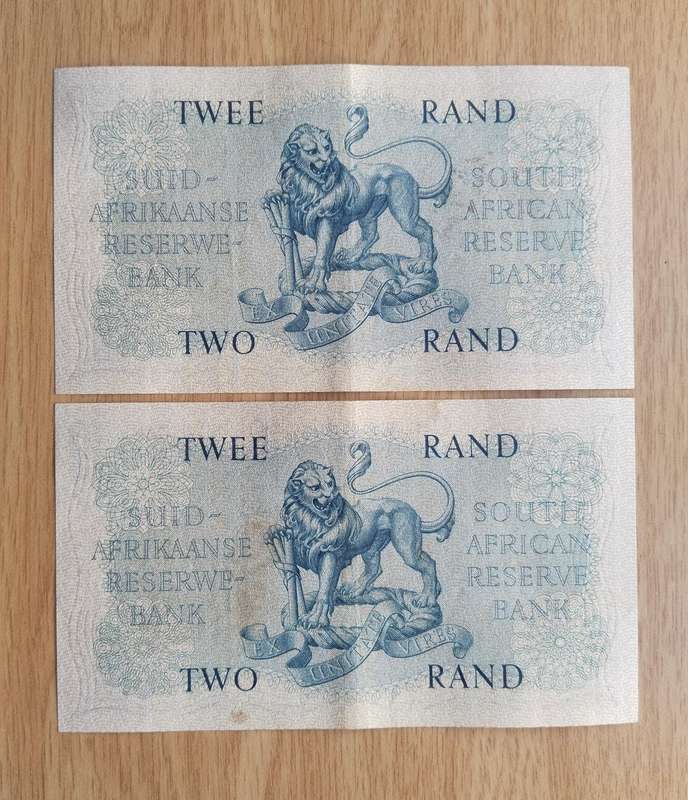 TWEE RAND
SUID-
AFRIKAANSE
RESERWE-
BANK
SOUTH
AFRICAN
RESERVE
BANK
EX UNITATE VIRES
TWO RAND
TWEE RAND
SUID-
AFRIKAANSE
RESERWE-
BANK
SOUTH
AFRICAN
RESERVE
BANK
EX UNITATE VIRES
TWO RAND